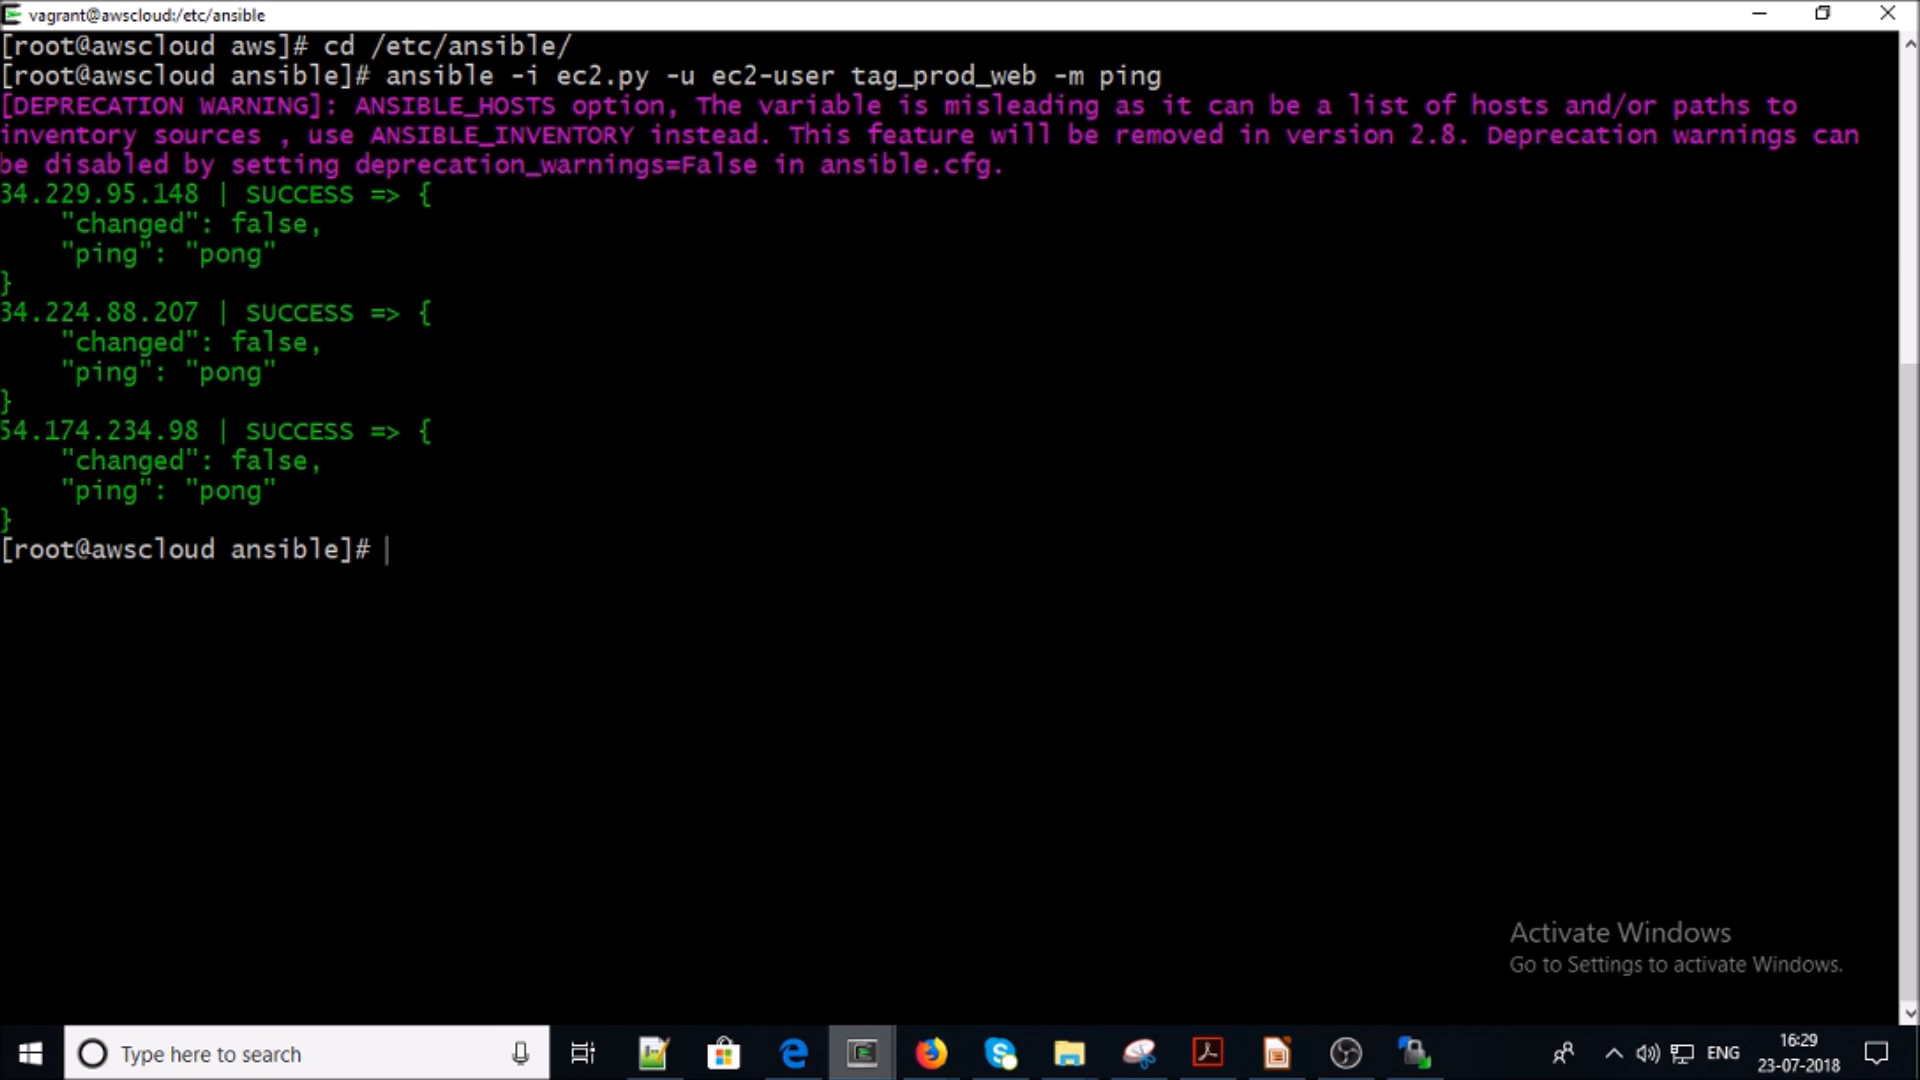 vagrant@awscloud:/etc/ansible
[root@awscloud aws]# cd /etc/ansible/
[root@awscloud ansible]# ansible -i ec2.py -u ec2-user tag_prod_web -m ping
[DEPRECATION WARNING]: ANSIBLE_HOSTS option, The variable is misleading as it can be a list of hosts and/or paths to
inventory sources , use ANSIBLE_INVENTORY instead. This feature will be removed in version 2.8. Deprecation warnings can
be disabled by setting deprecation_warnings=False in ansible.cfg.
34.229.95.148 | SUCCESS => {
    "changed": false,
    "ping": "pong"
}
34.224.88.207 | SUCCESS => {
    "changed": false,
    "ping": "pong"
}
54.174.234.98 | SUCCESS => {
    "changed": false,
    "ping": "pong"
}
[root@awscloud ansible]#
Activate Windows
Go to Settings to activate Windows.
Type here to search
ENG
16:29
23-07-2018